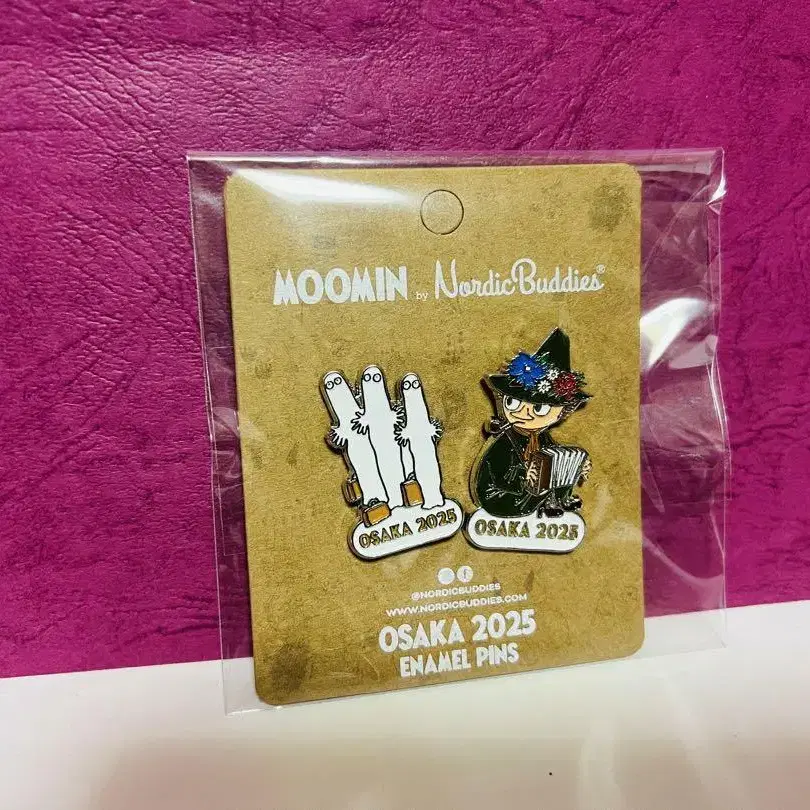 MOOMIN by NordicBuddies®
OSAKA 2025
OSAKA 2025
@NORDICBUDDIES
WWW.NORDICBUDDIES.COM
OSAKA 2025
ENAMEL PINS